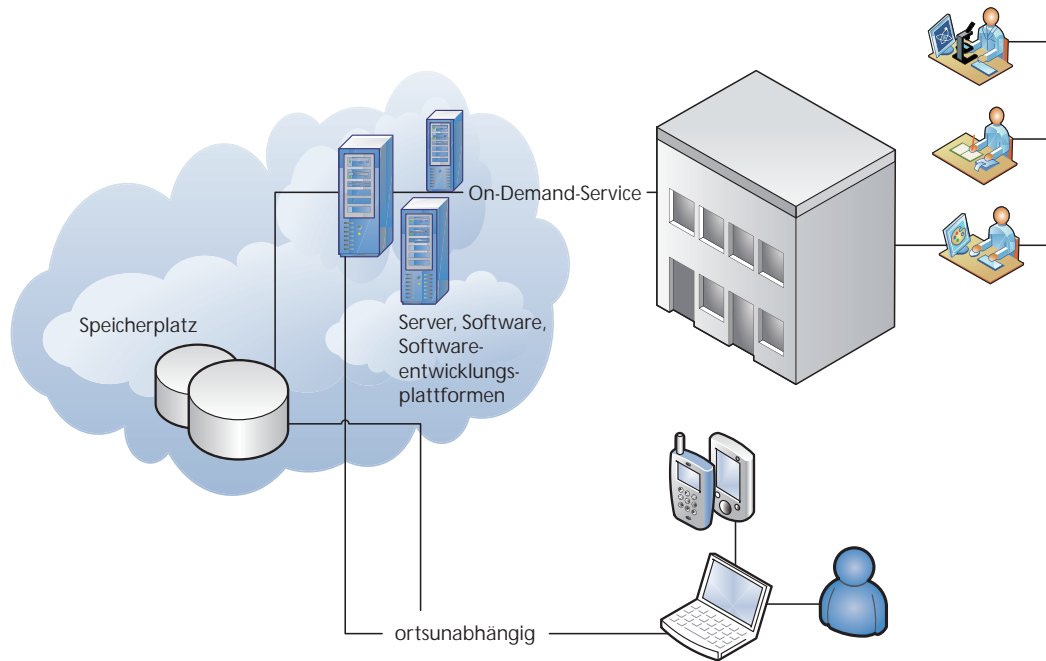 On-Demand-Service
Speicherplatz
Server, Software,
Software-
entwicklungs-
plattformen
ortsunabhängig